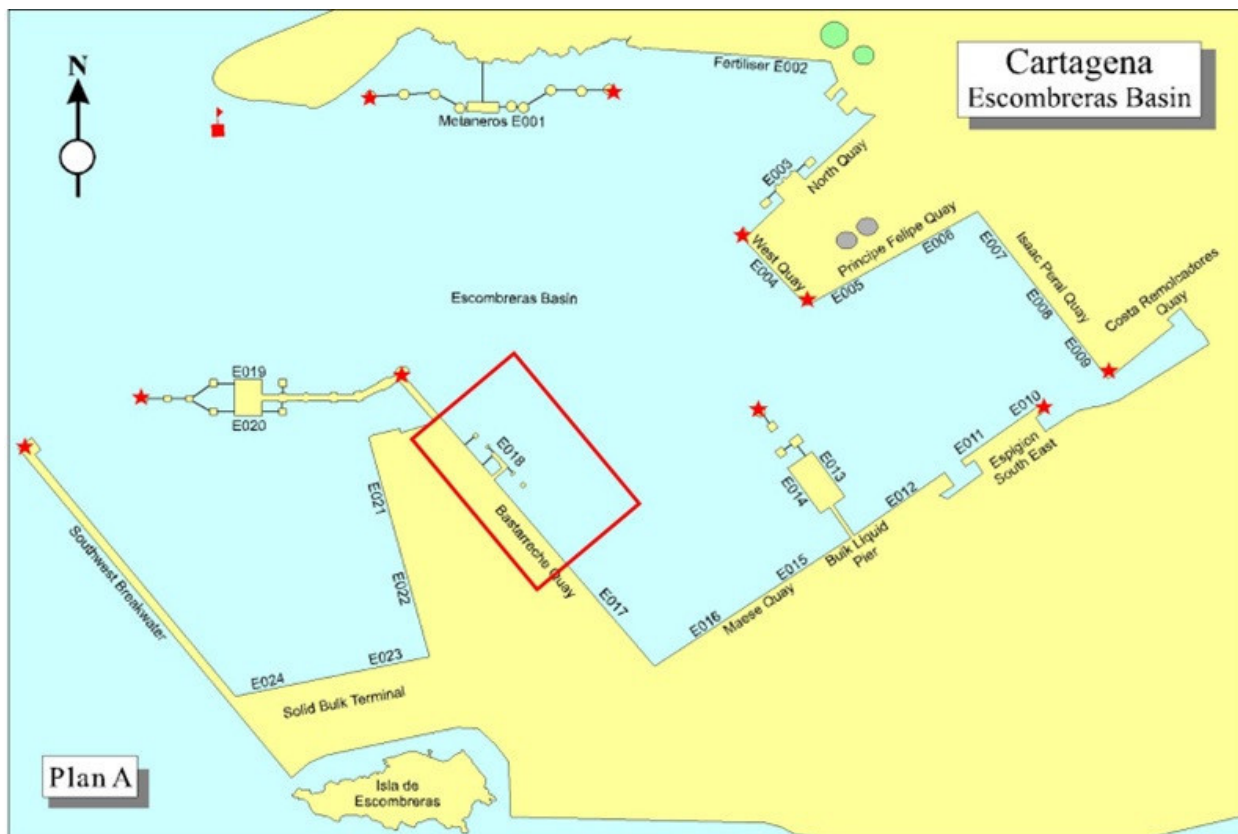 Cartagena
Escombreras Basin
N
Fertiliser E002
Metaneros E001
E003
North Quay
West Quay
E004
Principe Felipe Quay
E005
E006
Isaac Peral Quay
E007
E008
E009
Costa Remolcadores
Quay
Escombreras Basin
E019
E020
E018
E010
E011
Espigion
South East
E013
E014
E012
Bulk Liquid
Pier
E015
E016
Maese Quay
E017
Bastarreche Quay
E021
E022
E023
E024
Southwest Breakwater
Solid Bulk Terminal
Isla de
Escombreras
Plan A